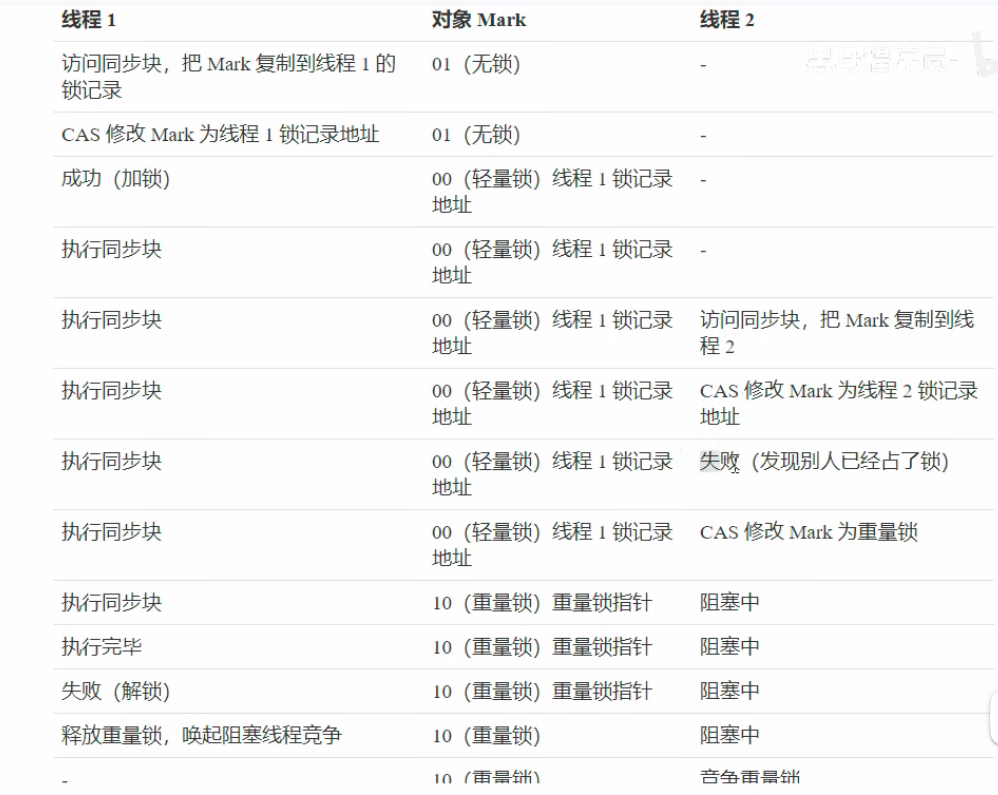 线程 1 对象 Mark 线程 2
访问同步块，把 Mark 复制到线程 1 的 01（无锁） -
锁记录
CAS 修改 Mark 为线程 1 锁记录地址 01（无锁） -
成功（加锁） 00（轻量锁）线程 1 锁记录 -
地址
执行同步块 00（轻量锁）线程 1 锁记录 -
地址
执行同步块 00（轻量锁）线程 1 锁记录 访问同步块，把 Mark 复制到线
地址 程 2
执行同步块 00（轻量锁）线程 1 锁记录 CAS 修改 Mark 为线程 2 锁记录
地址 地址
执行同步块 00（轻量锁）线程 1 锁记录 失败（发现别人已经占了锁）
地址
执行同步块 00（轻量锁）线程 1 锁记录 CAS 修改 Mark 为重量锁
地址
执行同步块 10（重量锁）重量锁指针 阻塞中
执行完毕 10（重量锁）重量锁指针 阻塞中
失败（解锁） 10（重量锁）重量锁指针 阻塞中
释放重量锁，唤起阻塞线程竞争 10（重量锁） 阻塞中
- 10（重量锁） 竞争重量锁